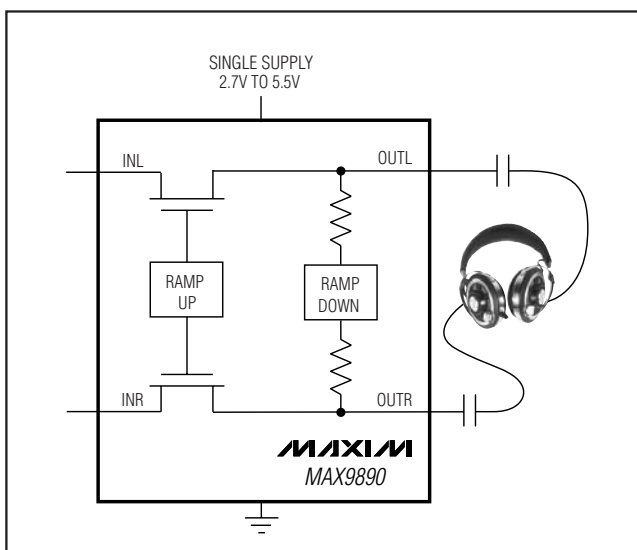 SINGLE SUPPLY
2.7V TO 5.5V
INL
OUTL
RAMP
UP
RAMP
DOWN
INR
OUTR
MAXIM
MAX9890